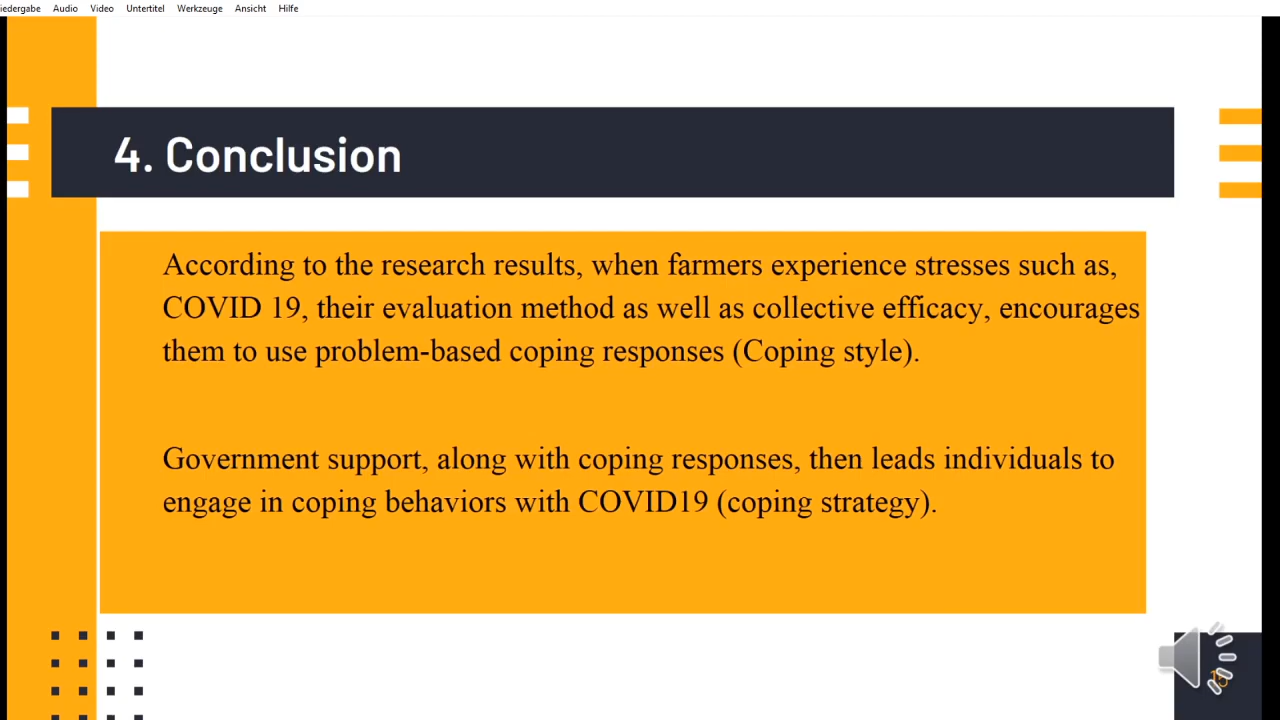 iedergabe Audio Video Untertitel Werkzeuge Ansicht Hilfe
4. Conclusion
According to the research results, when farmers experience stresses such as,
COVID 19, their evaluation method as well as collective efficacy, encourages
them to use problem-based coping responses (Coping style).
Government support, along with coping responses, then leads individuals to
engage in coping behaviors with COVID19 (coping strategy).
15